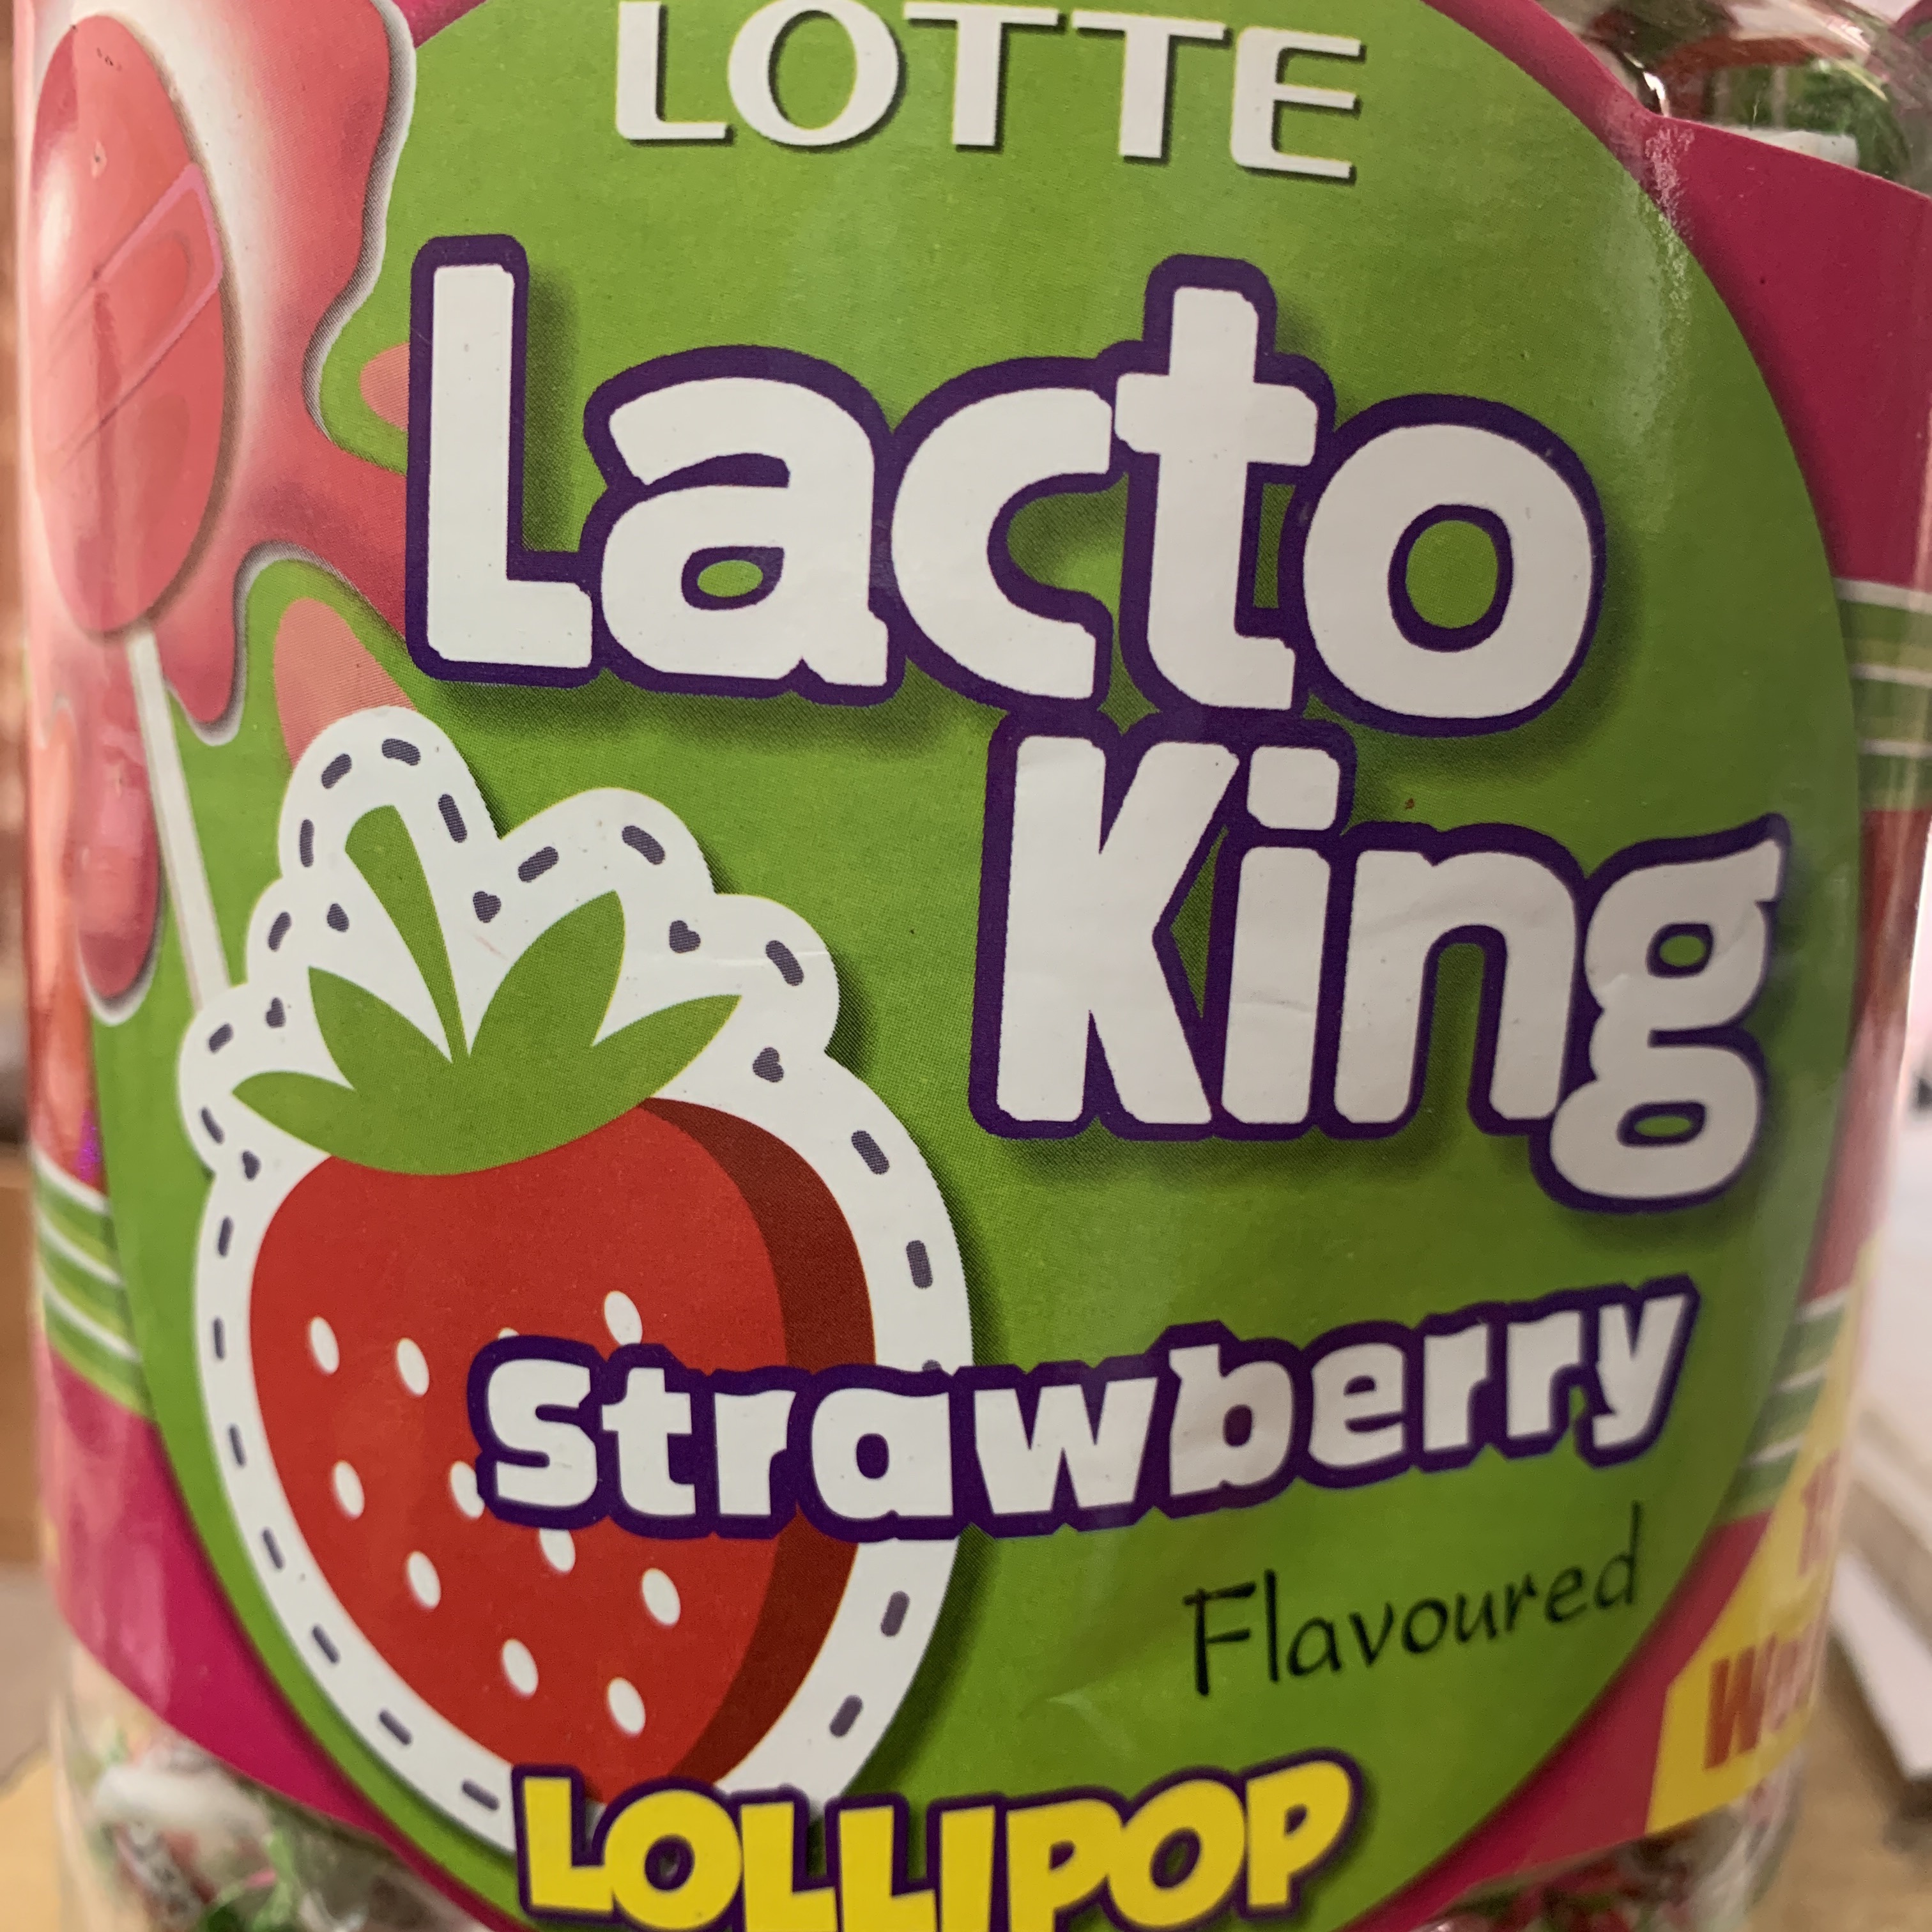 LOTTE
Lacto
King
Strawberry
Flavoured
LOLLIPOP